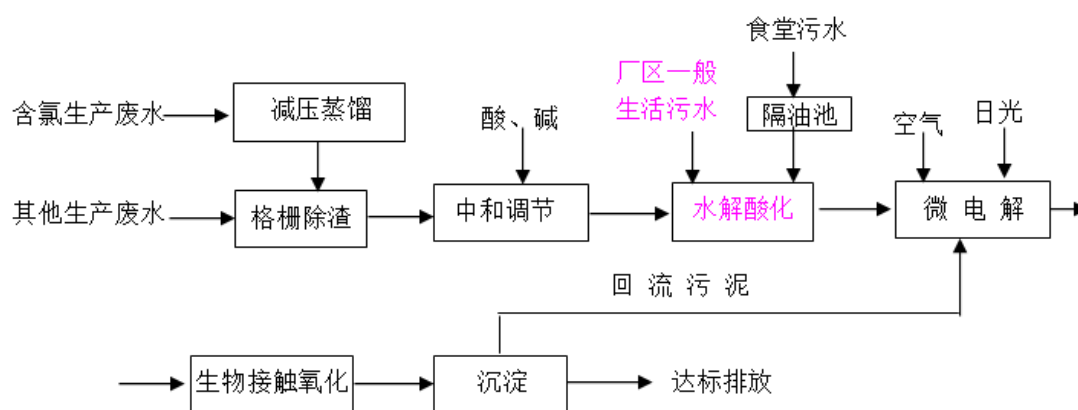 食堂污水
厂区一般
生活污水
含氯生产废水
减压蒸馏
酸、碱
隔油池
空气
日光
其他生产废水
格栅除渣
中和调节
水解酸化
微电解
回流污泥
生物接触氧化
沉淀
达标排放